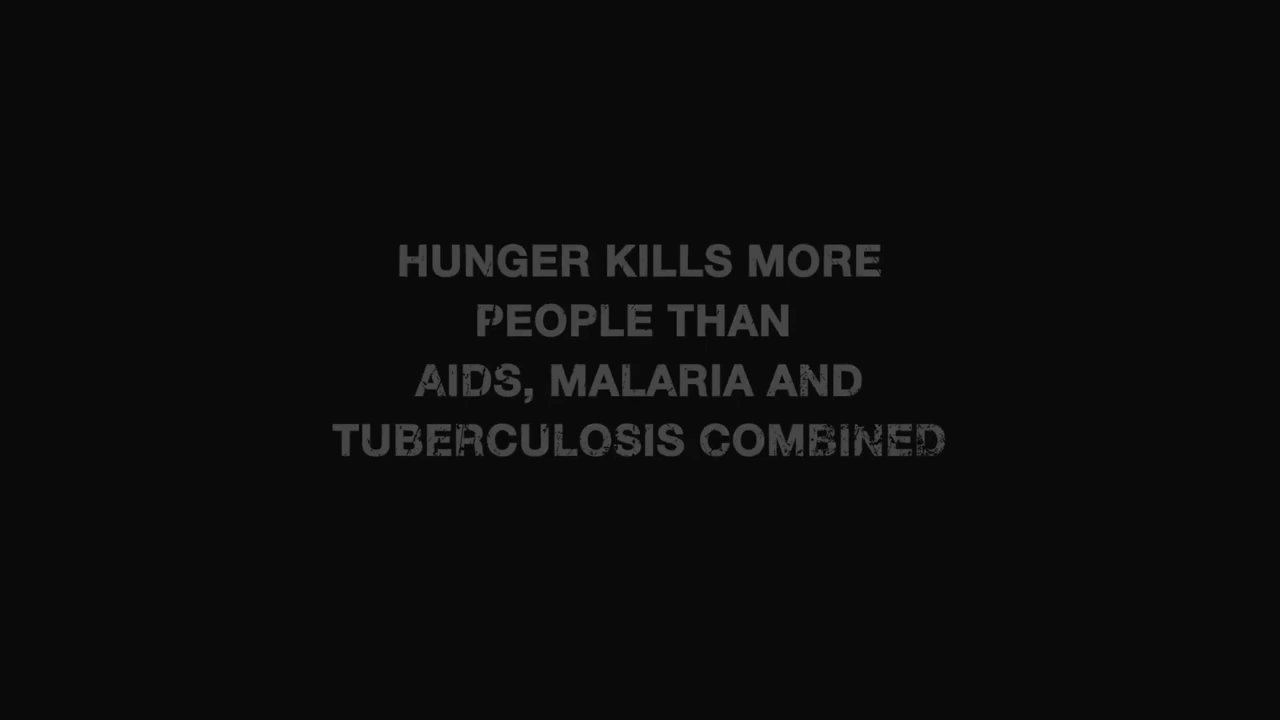 HUNGER KILLS MORE
PEOPLE THAN
AIDS, MALARIA AND
TUBERCULOSIS COMBINED